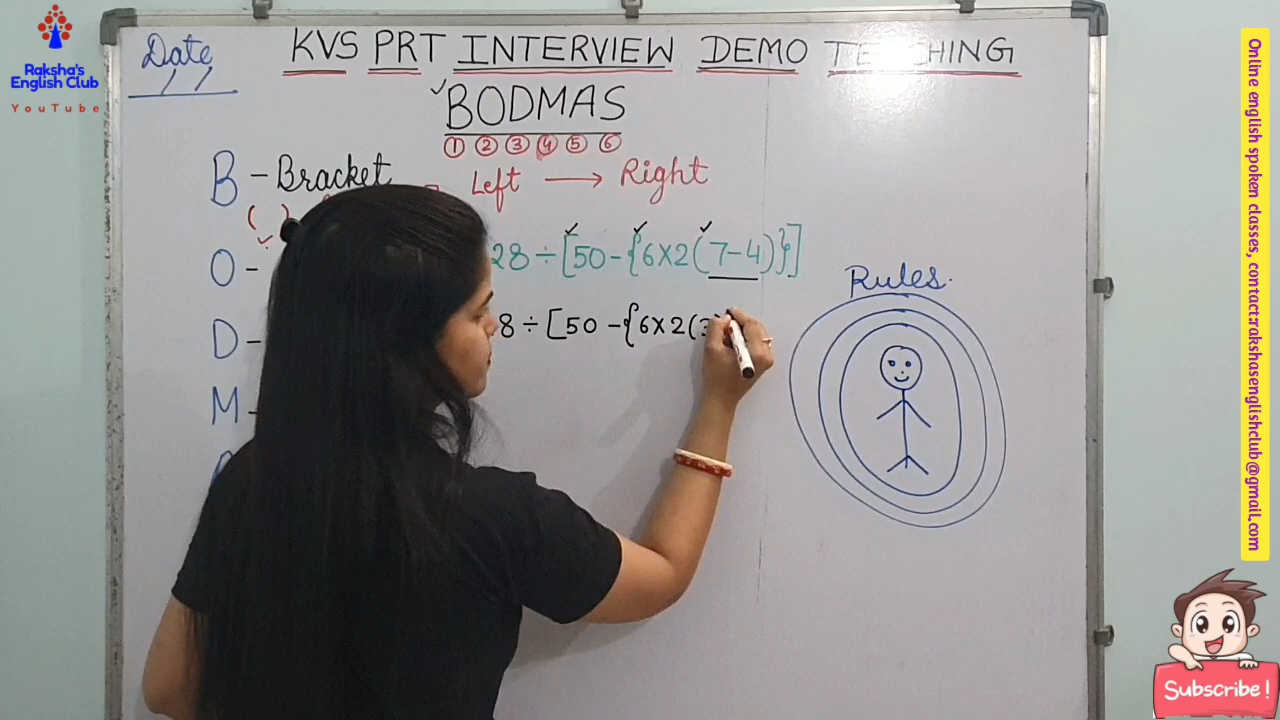 Raksha's
English Club
YouTube
Date
/ /
KVS PRT INTERVIEW DEMO
BODMAS
① ② ③ ④ ⑤ ⑥
B - Bracket
( )
Left → Right
O -
28 ÷ [50 - {6 × 2 (7 - 4)}]
D -
8 ÷ [50 - {6 × 2 (3)
M -
Rules.
Online english spoken classes, contact:rakshasenglishclub@gmail.com
Subscribe !